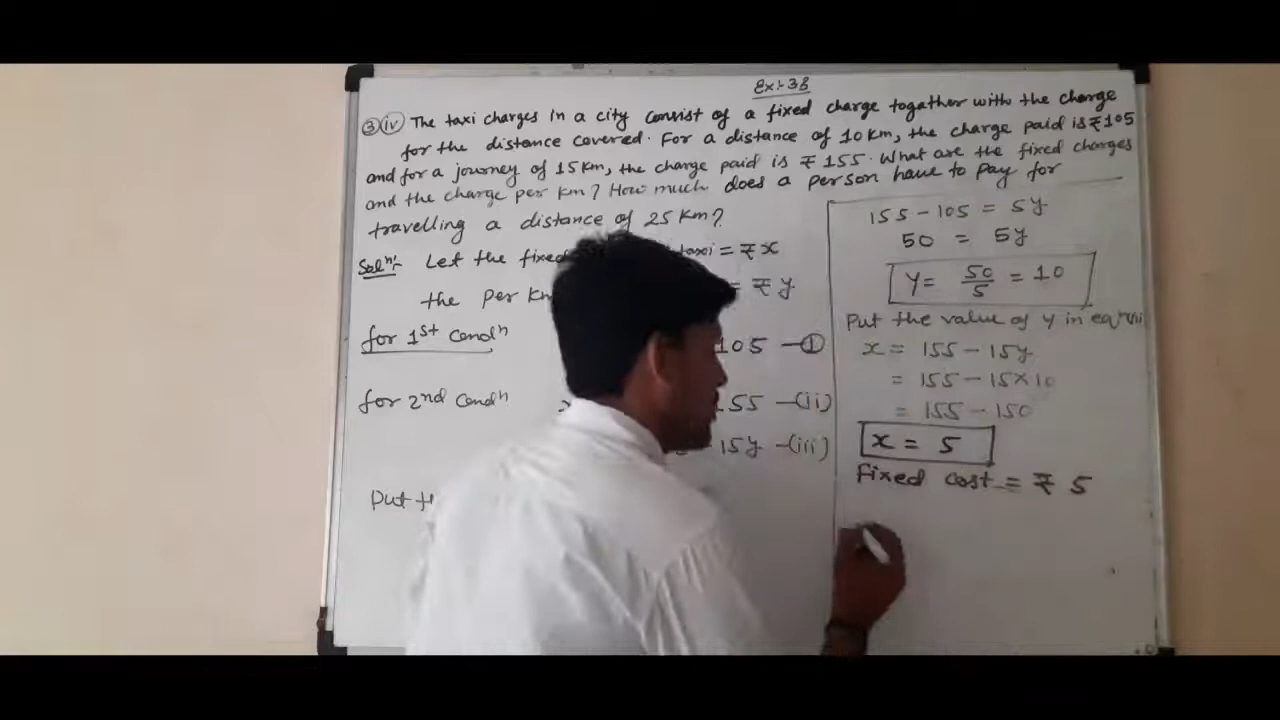 Ex:- 3B
③ iv The taxi charges in a city consist of a fixed charge togather with the charge
for the distance covered. For a distance of 10 Km, the charge paid is ₹105
and for a journey of 15 Km, the charge paid is ₹ 155. What are the fixed charges
and the charge per km? How much does a person have to pay for
travelling a distance of 25 Km?
Solⁿ:- Let the fixed taxi = ₹ x
the per Km = ₹ y
for 1st Condⁿ 105 —①
for 2nd Condⁿ 155 —(ii)
15y —(iii)
Put
155 - 105 = 5y
50 = 5y
y = 50/5 = 10
Put the value of y in eqⁿ(iii)
x = 155 - 15y
= 155 - 15×10
= 155 - 150
x = 5
fixed cost = ₹ 5